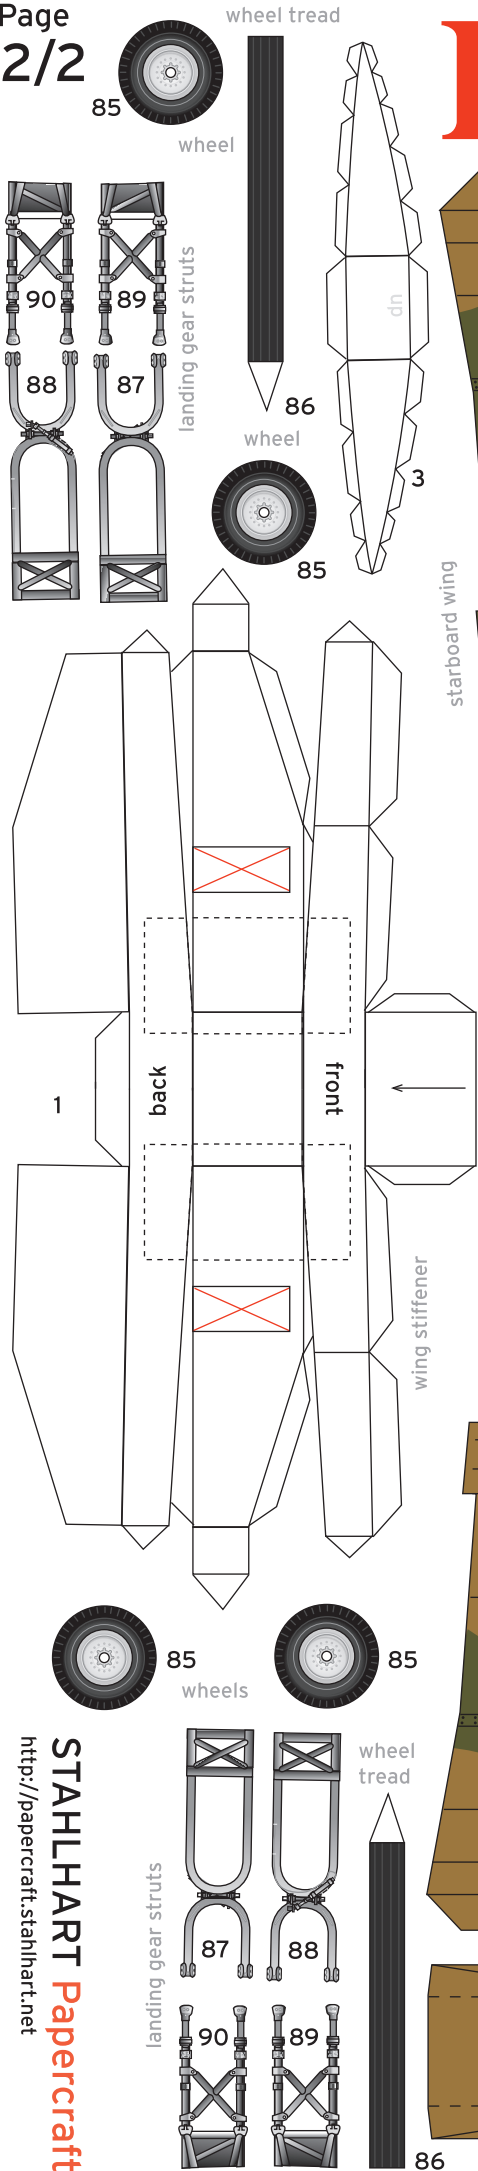 Page
2/2
wheel tread
85
wheel
90
89
88
87
landing gear struts
86
up
3
wheel
85
starboard wing
1
back
front
wing stiffener
85
85
wheels
wheel
tread
STAHLHART Papercraft
http://papercraft.stahlhart.net
landing gear struts
87
88
90
89
86